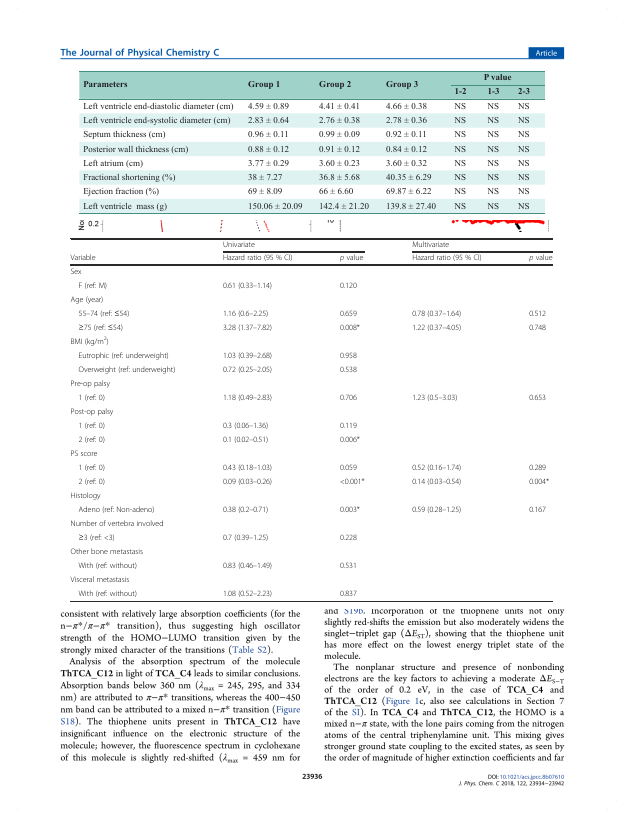 The Journal of Physical Chemistry C
Article
Parameters Group 1 Group 2 Group 3 P value
1-2 1-3 2-3
Left ventricle end-diastolic diameter (cm) 4.59 ± 0.89 4.41 ± 0.41 4.66 ± 0.38 NS NS NS
Left ventricle end-systolic diameter (cm) 2.83 ± 0.64 2.76 ± 0.38 2.78 ± 0.36 NS NS NS
Septum thickness (cm) 0.96 ± 0.11 0.99 ± 0.09 0.92 ± 0.11 NS NS NS
Posterior wall thickness (cm) 0.88 ± 0.12 0.91 ± 0.12 0.84 ± 0.12 NS NS NS
Left atrium (cm) 3.77 ± 0.29 3.60 ± 0.23 3.60 ± 0.32 NS NS NS
Fractional shortening (%) 38 ± 7.27 36.8 ± 5.68 40.35 ± 6.29 NS NS NS
Ejection fraction (%) 69 ± 8.09 66 ± 6.60 69.87 ± 6.22 NS NS NS
Left ventricle mass (g) 150.06 ± 20.09 142.4 ± 21.20 139.8 ± 27.40 NS NS NS
0.2
Univariate Multivariate
Variable Hazard ratio (95 % CI) p value Hazard ratio (95 % CI) p value
Sex
F (ref: M) 0.61 (0.33–1.14) 0.120
Age (year)
55–74 (ref: ≤54) 1.16 (0.6–2.25) 0.659 0.78 (0.37–1.64) 0.512
≥75 (ref: ≤54) 3.28 (1.37–7.82) 0.008* 1.22 (0.37–4.05) 0.748
BMI (kg/m²)
Eutrophic (ref: underweight) 1.03 (0.39–2.68) 0.958
Overweight (ref: underweight) 0.72 (0.25–2.05) 0.538
Pre-op palsy
1 (ref: 0) 1.18 (0.49–2.83) 0.706 1.23 (0.5–3.03) 0.653
Post-op palsy
1 (ref: 0) 0.3 (0.06–1.36) 0.119
2 (ref: 0) 0.1 (0.02–0.51) 0.006*
PS score
1 (ref: 0) 0.43 (0.18–1.03) 0.059 0.52 (0.16–1.74) 0.289
2 (ref: 0) 0.09 (0.03–0.26) <0.001* 0.14 (0.03–0.54) 0.004*
Histology
Adeno (ref: Non-adeno) 0.38 (0.2–0.71) 0.003* 0.59 (0.28–1.25) 0.167
Number of vertebra involved
≥3 (ref: <3) 0.7 (0.39–1.25) 0.228
Other bone metastasis
With (ref: without) 0.83 (0.46–1.49) 0.531
Visceral metastasis
With (ref: without) 1.08 (0.52–2.23) 0.837
consistent with relatively large absorption coefficients (for the
n−π*/π−π* transition), thus suggesting high oscillator
strength of the HOMO−LUMO transition given by the
strongly mixed character of the transitions (Table S2).
Analysis of the absorption spectrum of the molecule
ThTCA_C12 in light of TCA_C4 leads to similar conclusions.
Absorption bands below 360 nm (λmax = 245, 295, and 334
nm) are attributed to π−π* transitions, whereas the 400−450
nm band can be attributed to a mixed n−π* transition (Figure
S18). The thiophene units present in ThTCA_C12 have
insignificant influence on the electronic structure of the
molecule; however, the fluorescence spectrum in cyclohexane
of this molecule is slightly red-shifted (λmax = 459 nm for
and S19b. Incorporation of the thiophene units not only
slightly red-shifts the emission but also moderately widens the
singlet−triplet gap (ΔEST), showing that the thiophene unit
has more effect on the lowest energy triplet state of the
molecule.
The nonplanar structure and presence of nonbonding
electrons are the key factors to achieving a moderate ΔES−T
of the order of 0.2 eV, in the case of TCA_C4 and
ThTCA_C12 (Figure 1c, also see calculations in Section 7
of the SI). In TCA_C4 and ThTCA_C12, the HOMO is a
mixed n−π state, with the lone pairs coming from the nitrogen
atoms of the central triphenylamine unit. This mixing gives
stronger ground state coupling to the excited states, as seen by
the order of magnitude of higher extinction coefficients and far
23936
DOI: 10.1021/acs.jpcc.8b07610
J. Phys. Chem. C 2018, 122, 23934−23942